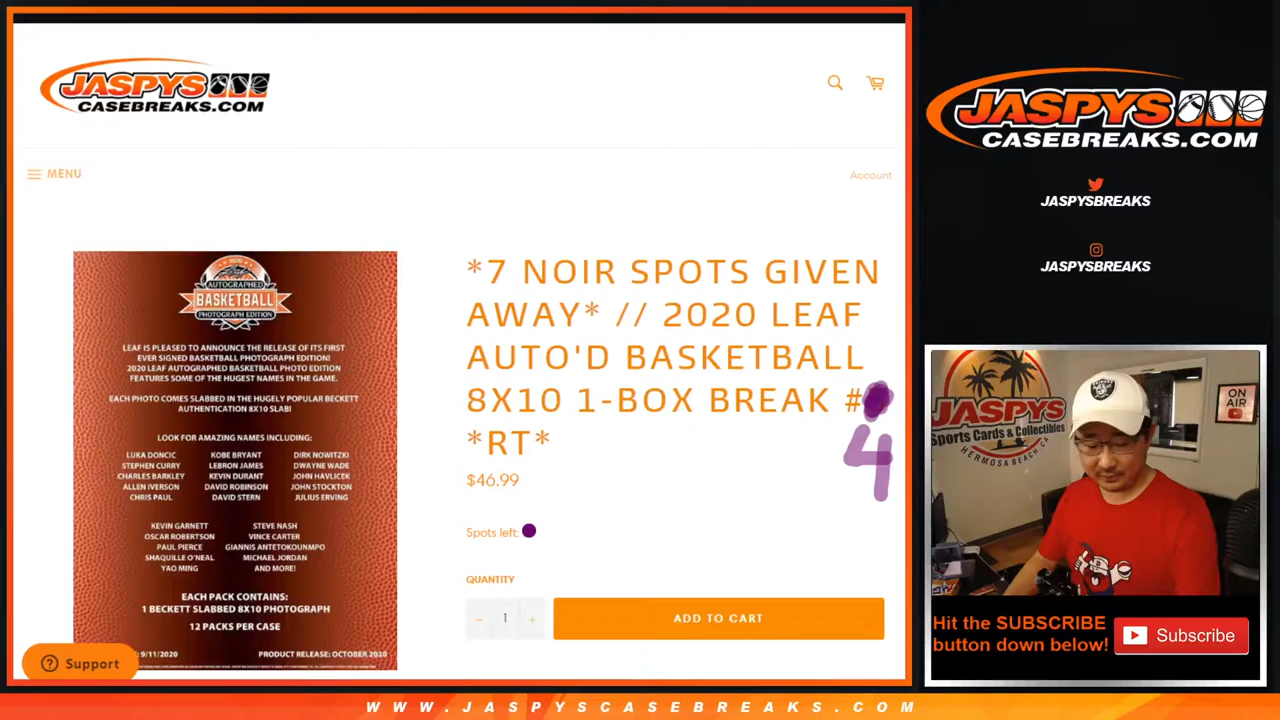 JASPYS
CASEBREAKS.COM
MENU
Account
AUTOGRAPHED
BASKETBALL
PHOTOGRAPH EDITION
LEAF IS PLEASED TO ANNOUNCE THE RELEASE OF ITS FIRST
EVER SIGNED BASKETBALL PHOTOGRAPH EDITION!
2020 LEAF AUTOGRAPHED BASKETBALL PHOTO EDITION
FEATURES SOME OF THE HUGEST NAMES IN THE GAME.
EACH PHOTO COMES SLABBED IN THE HUGELY POPULAR BECKETT
AUTHENTICATION 8X10 SLAB!
LOOK FOR AMAZING NAMES INCLUDING:
LUKA DONCIC KOBE BRYANT DIRK NOWITZKI
STEPHEN CURRY LEBRON JAMES DWAYNE WADE
CHARLES BARKLEY KEVIN DURANT JOHN HAVLICEK
ALLEN IVERSON DAVID ROBINSON JOHN STOCKTON
CHRIS PAUL DAVID STERN JULIUS ERVING
KEVIN GARNETT STEVE NASH
OSCAR ROBERTSON VINCE CARTER
PAUL PIERCE GIANNIS ANTETOKOUNMPO
SHAQUILLE O'NEAL MICHAEL JORDAN
YAO MING AND MORE!
EACH PACK CONTAINS:
1 BECKETT SLABBED 8X10 PHOTOGRAPH
12 PACKS PER CASE
9/11/2020 PRODUCT RELEASE: OCTOBER 2020
Support
*7 NOIR SPOTS GIVEN
AWAY* // 2020 LEAF
AUTO'D BASKETBALL
8X10 1-BOX BREAK #
*RT*
4
$46.99
Spots left:
QUANTITY
− 1 +
ADD TO CART
JASPYS
CASEBREAKS.COM
JASPYSBREAKS
JASPYSBREAKS
JASPYS
Sports Cards & Collectibles
HERMOSA BEACH, CA
RAIDERS
ON
AIR
Hit the SUBSCRIBE
button down below!
Subscribe
WWW.JASPYSCASEBREAKS.COM